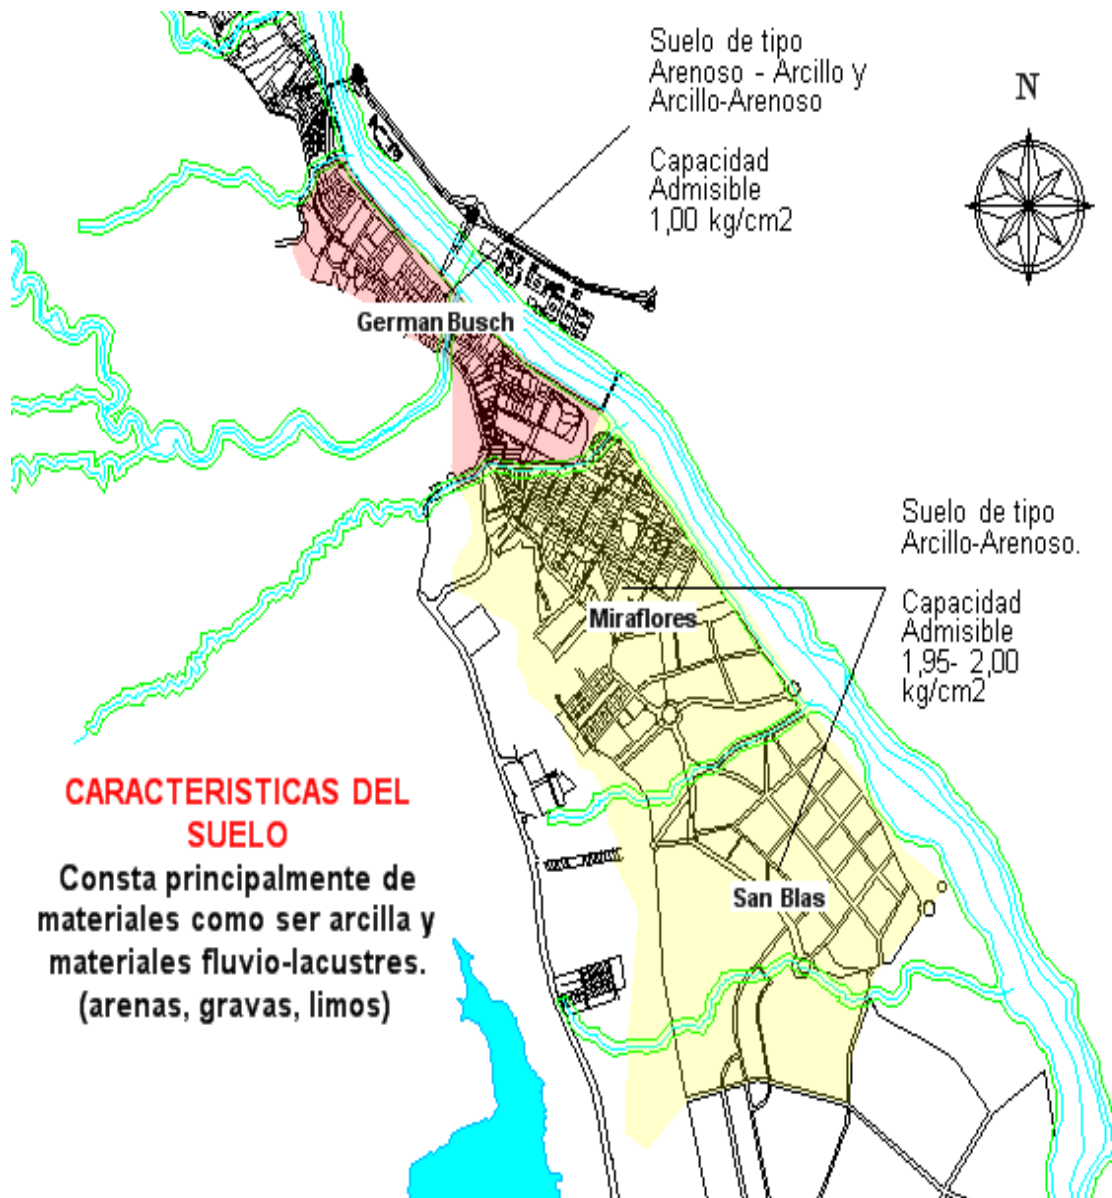 Suelo de tipo
Arenoso - Arcillo y
Arcillo-Arenoso
Capacidad
Admisible
1,00 kg/cm2
N
German Busch
Suelo de tipo
Arcillo-Arenoso.
Capacidad
Admisible
1,95- 2,00
kg/cm2
Miraflores
San Blas
CARACTERISTICAS DEL
SUELO
Consta principalmente de
materiales como ser arcilla y
materiales fluvio-lacustres.
(arenas, gravas, limos)